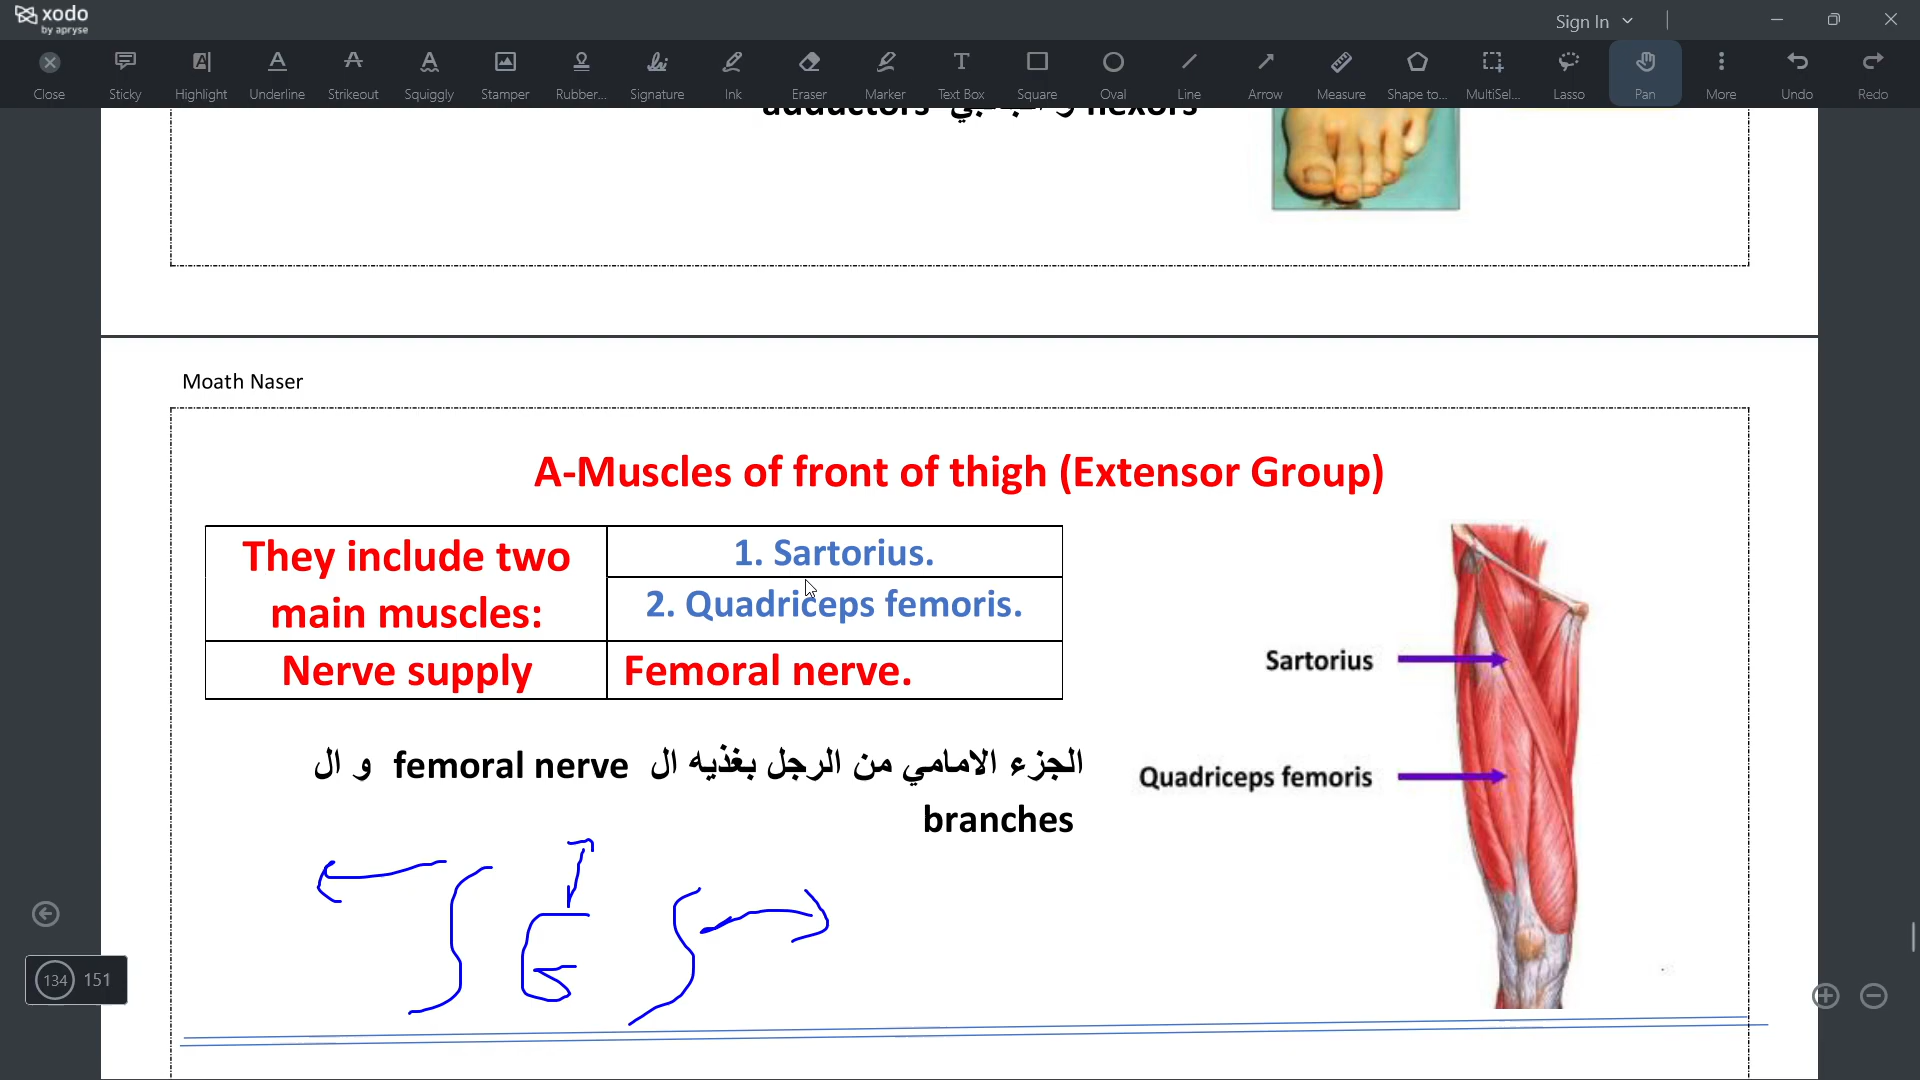 xodo
by apryse
Sign In
Close
Sticky
Highlight
Underline
Strikeout
Squiggly
Stamper
Rubber...
Signature
Ink
Eraser
Marker
Text Box
Square
Oval
Line
Arrow
Measure
Shape to...
MultiSel...
Lasso
Pan
More
Undo
Redo
Moath Naser
A-Muscles of front of thigh (Extensor Group)
They include two main muscles:
1. Sartorius.
2. Quadriceps femoris.
Nerve supply
Femoral nerve.
الجزء الامامي من الرجل بغذيه ال femoral nerve و ال
branches
Sartorius
Quadriceps femoris
134 151